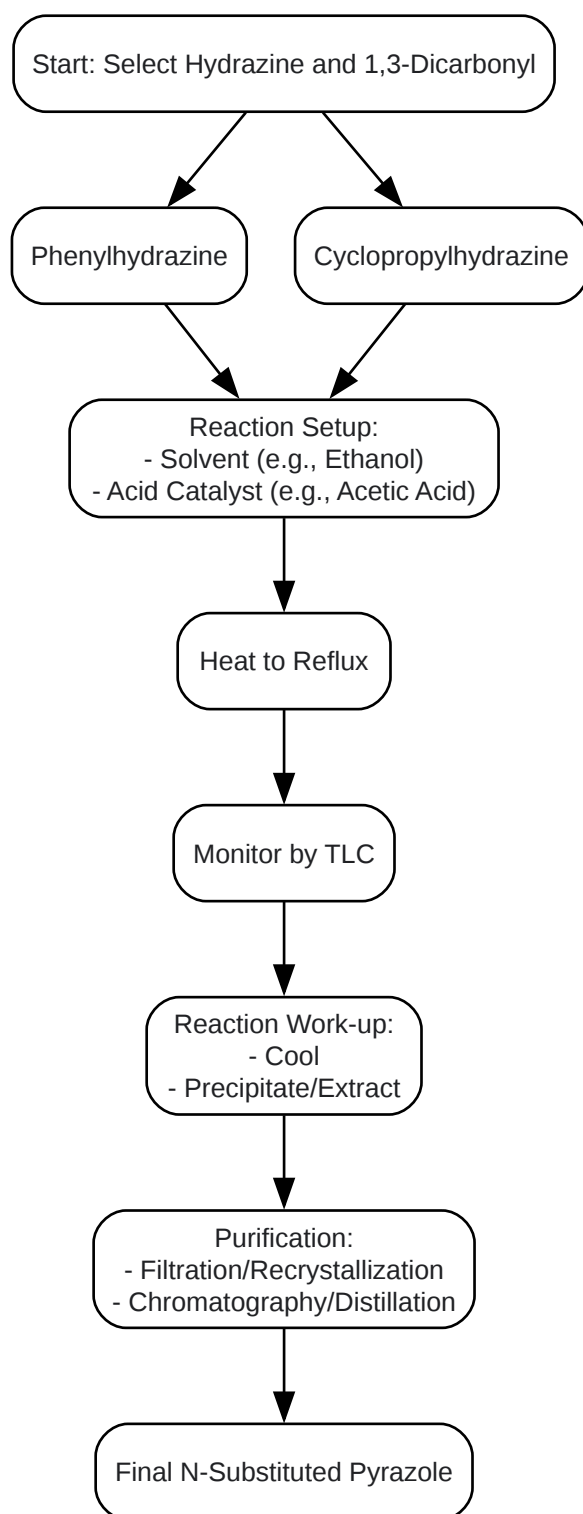 Start: Select Hydrazine and 1,3-Dicarbonyl
Phenylhydrazine
Cyclopropylhydrazine
Reaction Setup:
- Solvent (e.g., Ethanol)
- Acid Catalyst (e.g., Acetic Acid)
Heat to Reflux
Monitor by TLC
Reaction Work-up:
- Cool
- Precipitate/Extract
Purification:
- Filtration/Recrystallization
- Chromatography/Distillation
Final N-Substituted Pyrazole